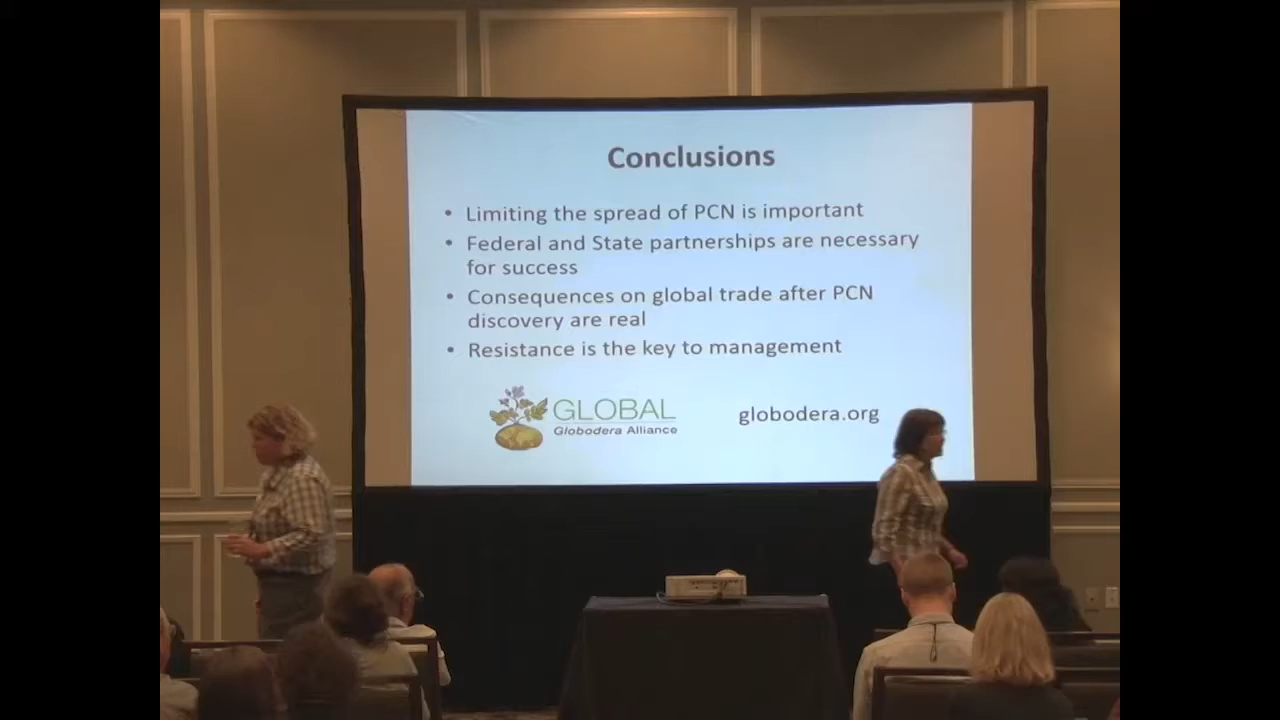 Conclusions
• Limiting the spread of PCN is important
• Federal and State partnerships are necessary
for success
• Consequences on global trade after PCN
discovery are real
• Resistance is the key to management
GLOBAL
Globodera Alliance
globodera.org